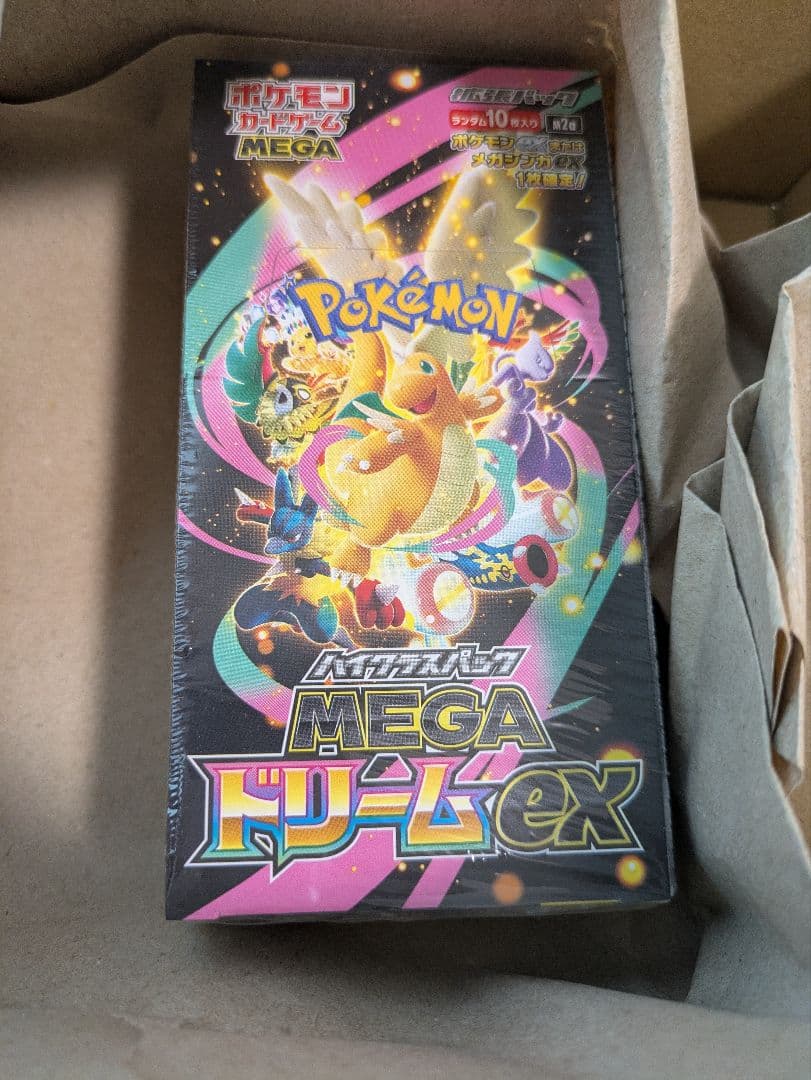 ポケモン
カードゲーム
MEGA
拡張パック
ランダム10枚入り
M2a
ポケモンexまたは
メガシンカex
1枚確定!
POKéMON
ハイクラスパック
MEGA
ドリームex